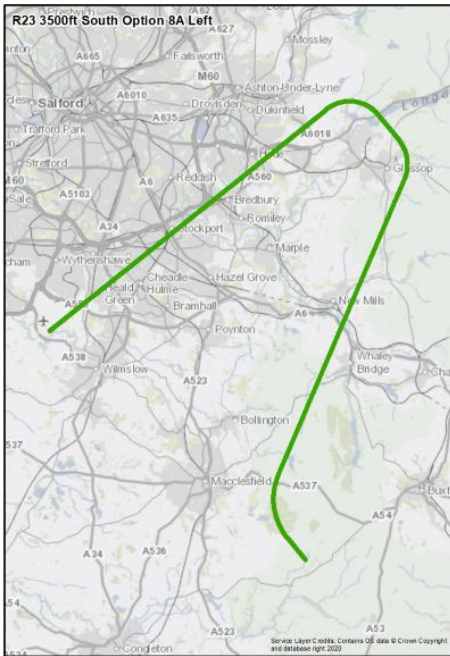 R23 3500ft South Option 8A Left
Prestwich
A627
Mossley
A665
Failsworth
M60
A6010
Ashton-Under-Lyne
Salford
Droylsden
Dukinfield
Trafford Park
A635
A6018
Stretford
Hyde
M60
A6
Reddish
A560
Glossop
Sale
A5103
Bredbury
A34
Romiley
Stockport
Marple
Wythenshawe
Cheadle
Hulme
Hazel Grove
Heald
Green
New Mills
Bramhall
A6
Poynton
A538
Whaley
Bridge
Wilmslow
A523
Bollington
537
Macclesfield
A537
A54
A34
A536
A54
A523
A53
Congleton
Service Layer Credits: Contains OS data © Crown Copyright
and database right 2020